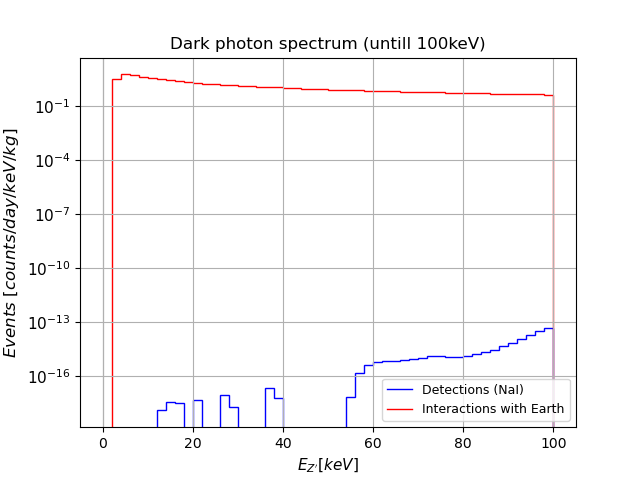 Dark photon spectrum (untill 100keV)
Events [counts/day/keV/kg]
10⁻¹
10⁻⁴
10⁻⁷
10⁻¹⁰
10⁻¹³
10⁻¹⁶
Detections (NaI)
Interactions with Earth
0 20 40 60 80 100
E_Z' [keV]